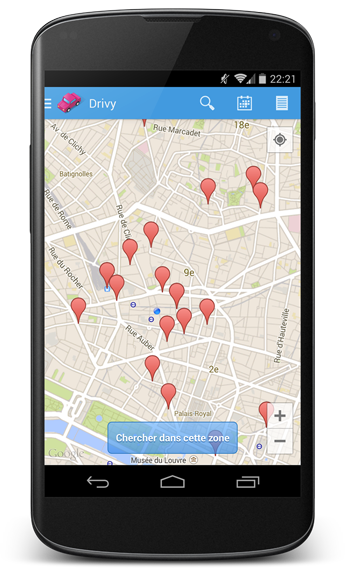 22:21
Drivy
Rue Marcadet
18e
Av. de Clichy
Batignolles
Rue de Rome
Rue de Cli
9e
Rue du Rocher
Rue d'Hauteville
Rue Auber
2e
Palais-Royal
Chercher dans cette zone
Google
Musée du Louvre